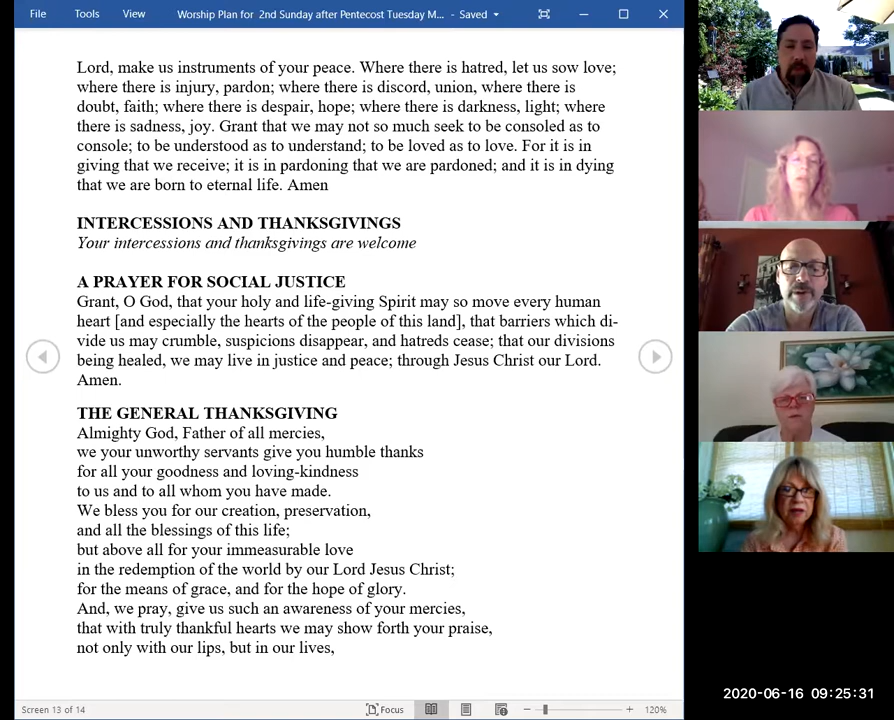 File Tools View Worship Plan for 2nd Sunday after Pentecost Tuesday M... - Saved
Lord, make us instruments of your peace. Where there is hatred, let us sow love;
where there is injury, pardon; where there is discord, union, where there is
doubt, faith; where there is despair, hope; where there is darkness, light; where
there is sadness, joy. Grant that we may not so much seek to be consoled as to
console; to be understood as to understand; to be loved as to love. For it is in
giving that we receive; it is in pardoning that we are pardoned; and it is in dying
that we are born to eternal life. Amen
INTERCESSIONS AND THANKSGIVINGS
Your intercessions and thanksgivings are welcome
A PRAYER FOR SOCIAL JUSTICE
Grant, O God, that your holy and life-giving Spirit may so move every human
heart [and especially the hearts of the people of this land], that barriers which di-
vide us may crumble, suspicions disappear, and hatreds cease; that our divisions
being healed, we may live in justice and peace; through Jesus Christ our Lord.
Amen.
THE GENERAL THANKSGIVING
Almighty God, Father of all mercies,
we your unworthy servants give you humble thanks
for all your goodness and loving-kindness
to us and to all whom you have made.
We bless you for our creation, preservation,
and all the blessings of this life;
but above all for your immeasurable love
in the redemption of the world by our Lord Jesus Christ;
for the means of grace, and for the hope of glory.
And, we pray, give us such an awareness of your mercies,
that with truly thankful hearts we may show forth your praise,
not only with our lips, but in our lives,
Screen 13 of 14 Focus 120%
2020-06-16 09:25:31